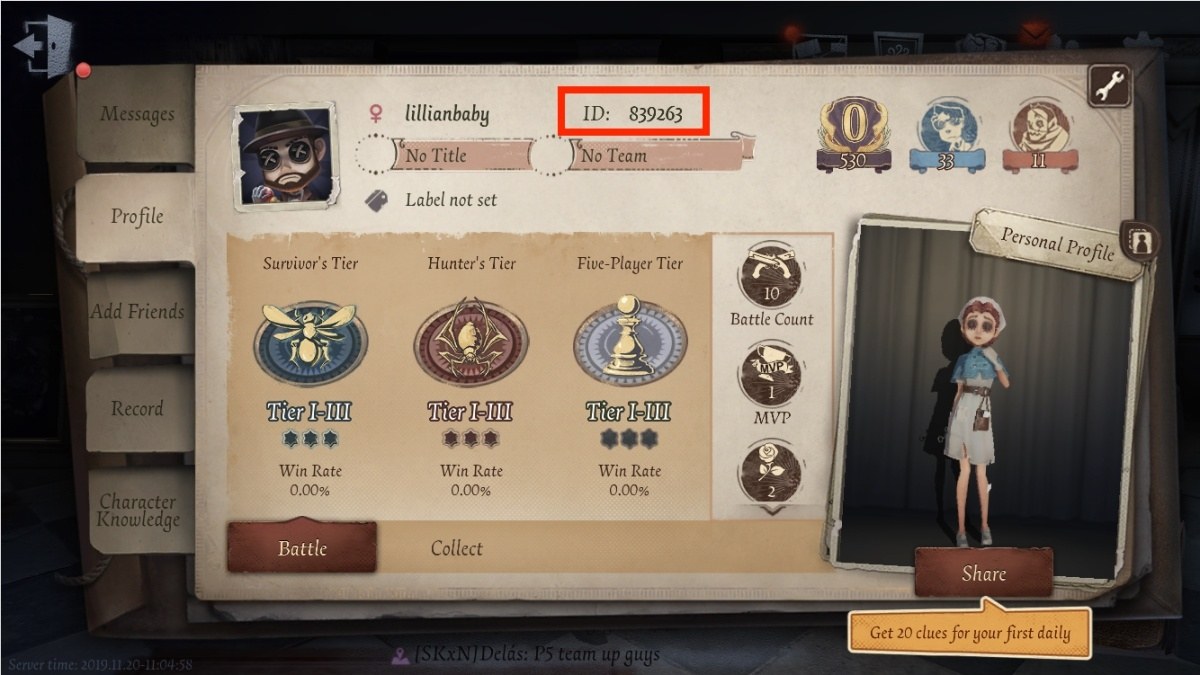 Messages
Profile
Add Friends
Record
Character
Knowledge
lillianbaby
ID: 839263
No Title
No Team
Label not set
0
530
33
11
Survivor's Tier
Hunter's Tier
Five-Player Tier
Tier I-III
Tier I-III
Tier I-III
Win Rate
0.00%
Win Rate
0.00%
Win Rate
0.00%
10
Battle Count
MVP
1
MVP
2
Battle
Collect
Personal Profile
Share
Get 20 clues for your first daily
Server time: 2019.11.20-11:04:58
[SKxN]Delás: P5 team up guys